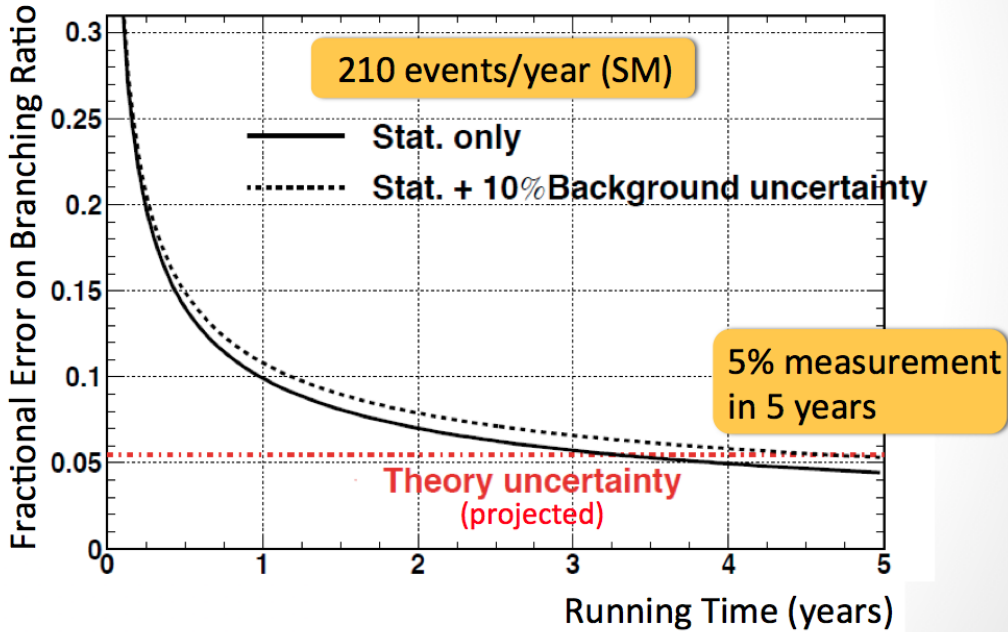 Fractional Error on Branching Ratio
0.3
0.25
0.2
0.15
0.1
0.05
0
210 events/year (SM)
Stat. only
Stat. + 10%Background uncertainty
5% measurement
in 5 years
Theory uncertainty
(projected)
0 1 2 3 4 5
Running Time (years)